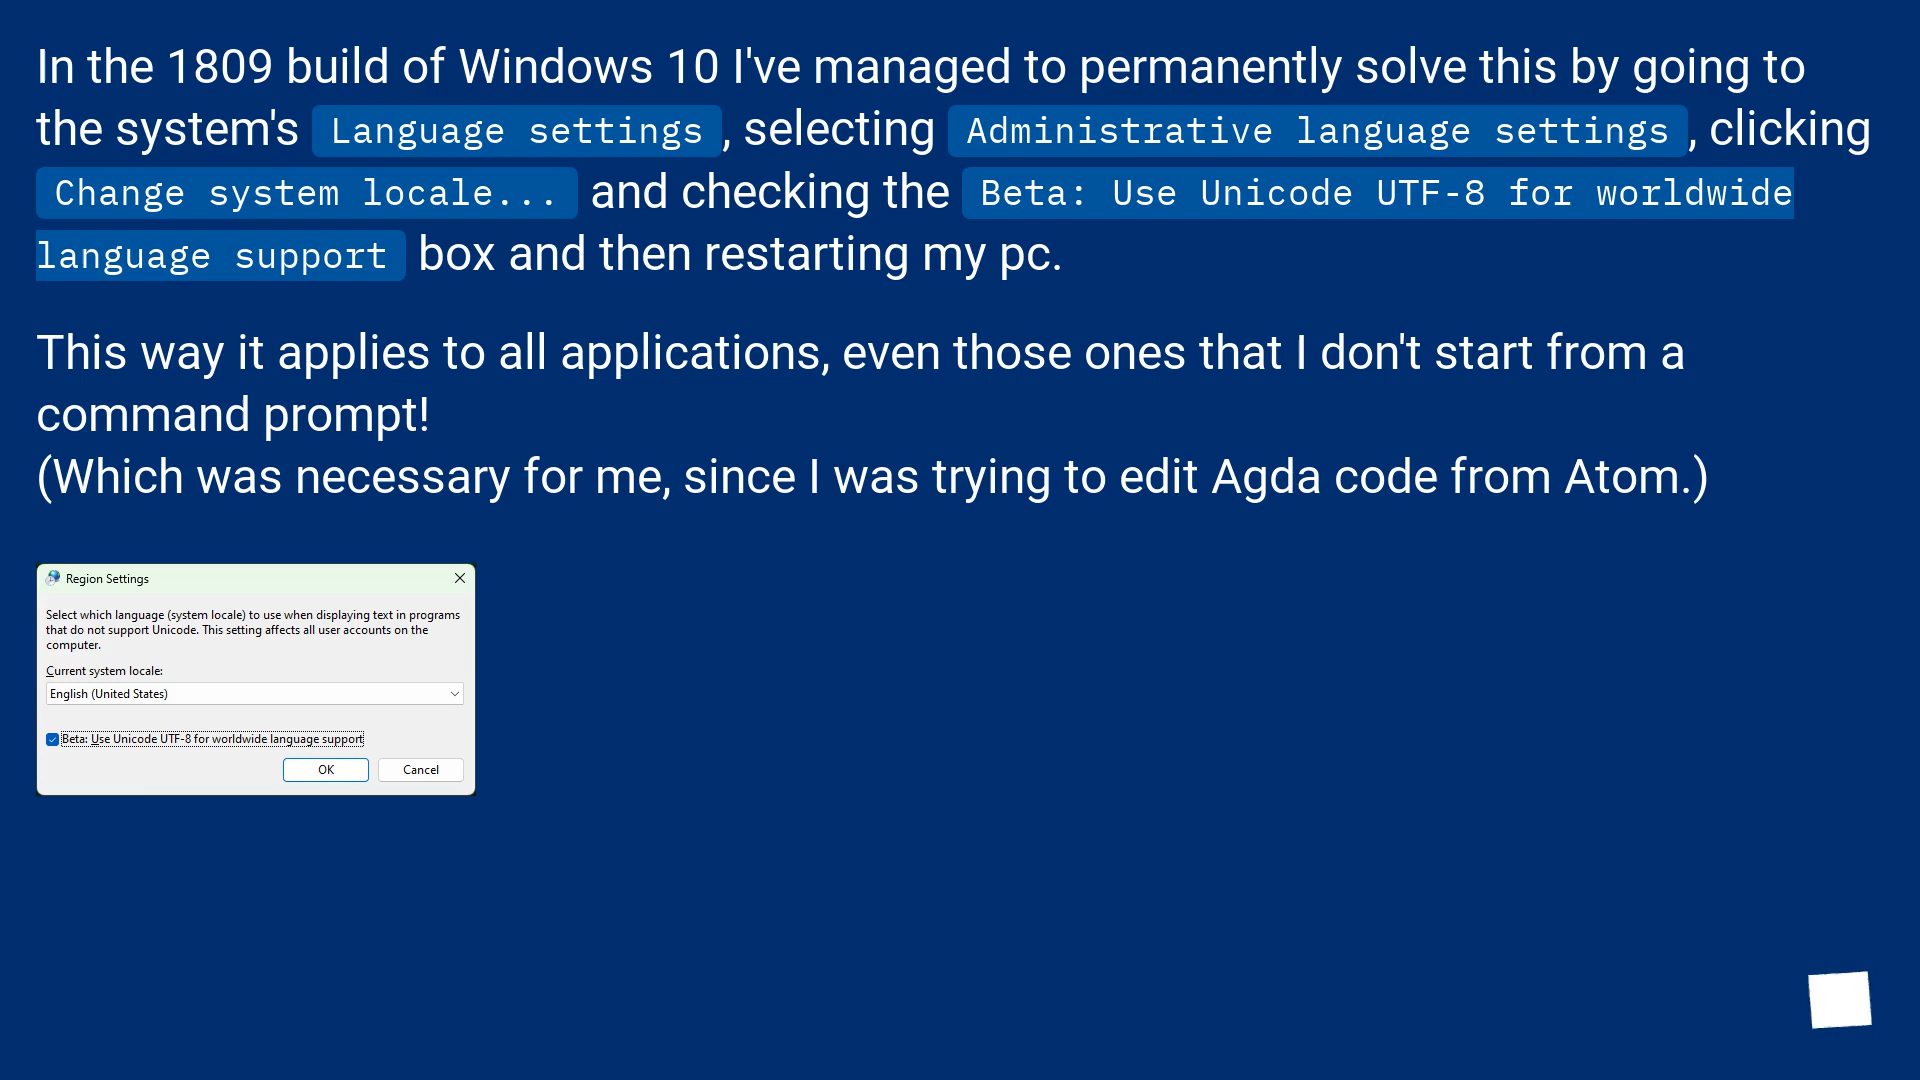 In the 1809 build of Windows 10 I've managed to permanently solve this by going to
the system's Language settings, selecting Administrative language settings, clicking
Change system locale... and checking the Beta: Use Unicode UTF-8 for worldwide
language support box and then restarting my pc.
This way it applies to all applications, even those ones that I don't start from a
command prompt!
(Which was necessary for me, since I was trying to edit Agda code from Atom.)
Region Settings
Select which language (system locale) to use when displaying text in programs
that do not support Unicode. This setting affects all user accounts on the
computer.
Current system locale:
English (United States)
Beta: Use Unicode UTF-8 for worldwide language support
OK Cancel